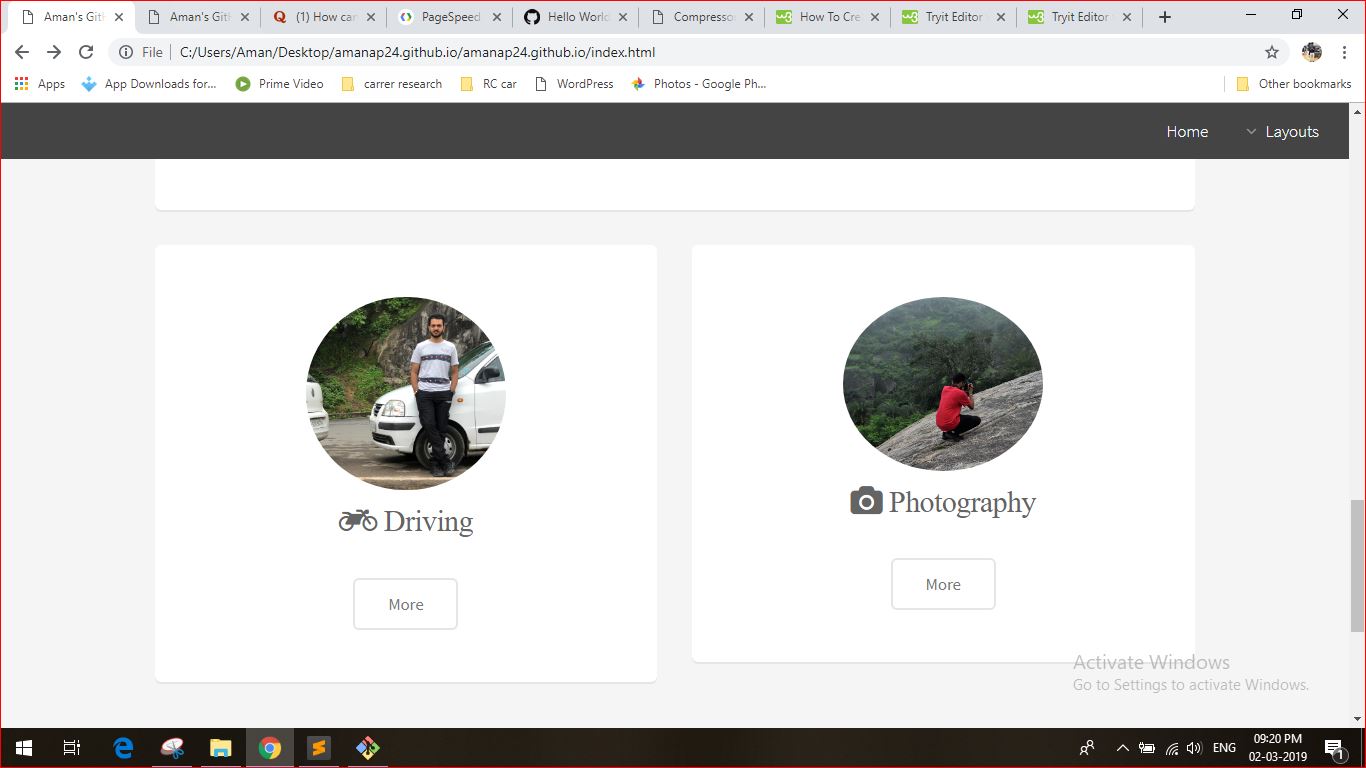 Aman's Gith
Aman's Gith
(1) How can
PageSpeed
Hello World
Compressor
How To Cre
Tryit Editor
Tryit Editor
File
C:/Users/Aman/Desktop/amanap24.github.io/amanap24.github.io/index.html
Apps
App Downloads for...
Prime Video
carrer research
RC car
WordPress
Photos - Google Ph...
Other bookmarks
Home
Layouts
Driving
More
Photography
More
Activate Windows
Go to Settings to activate Windows.
ENG
09:20 PM
02-03-2019
1